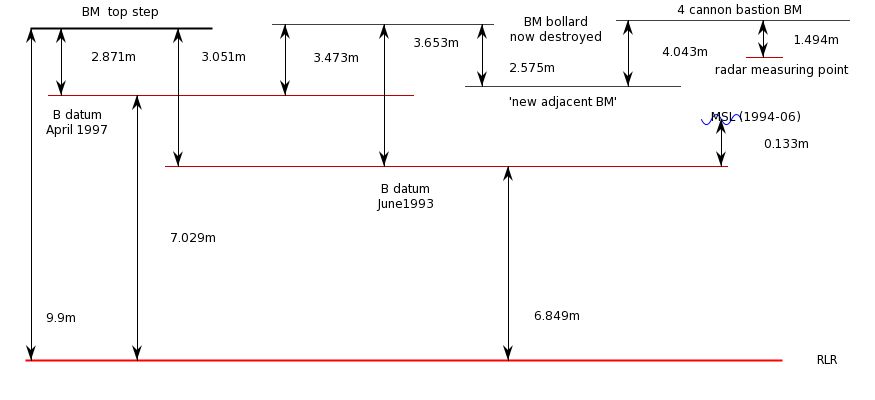 BM top step
4 cannon bastion BM
BM bollard
now destroyed
2.871m
3.051m
3.473m
3.653m
2.575m
4.043m
1.494m
radar measuring point
'new adjacent BM'
B datum
April 1997
MSL (1994-06)
0.133m
B datum
June1993
7.029m
9.9m
6.849m
RLR